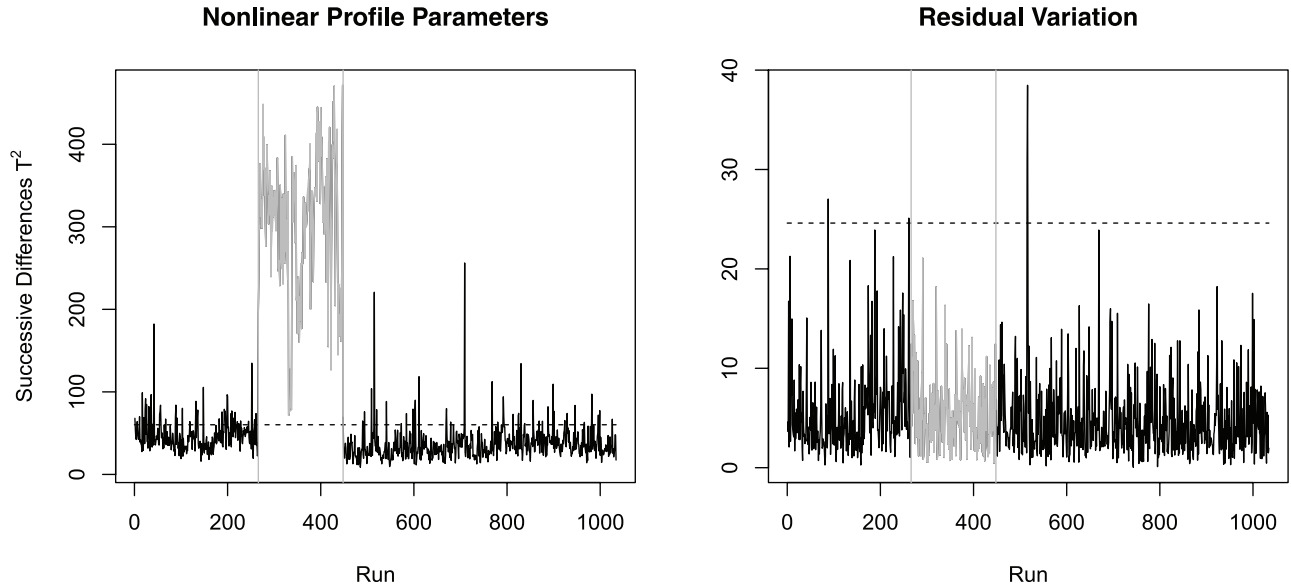 Nonlinear Profile Parameters
Successive Differences T²
400
300
200
100
0
0 200 400 600 800 1000
Run
Residual Variation
40
30
20
10
0
0 200 400 600 800 1000
Run